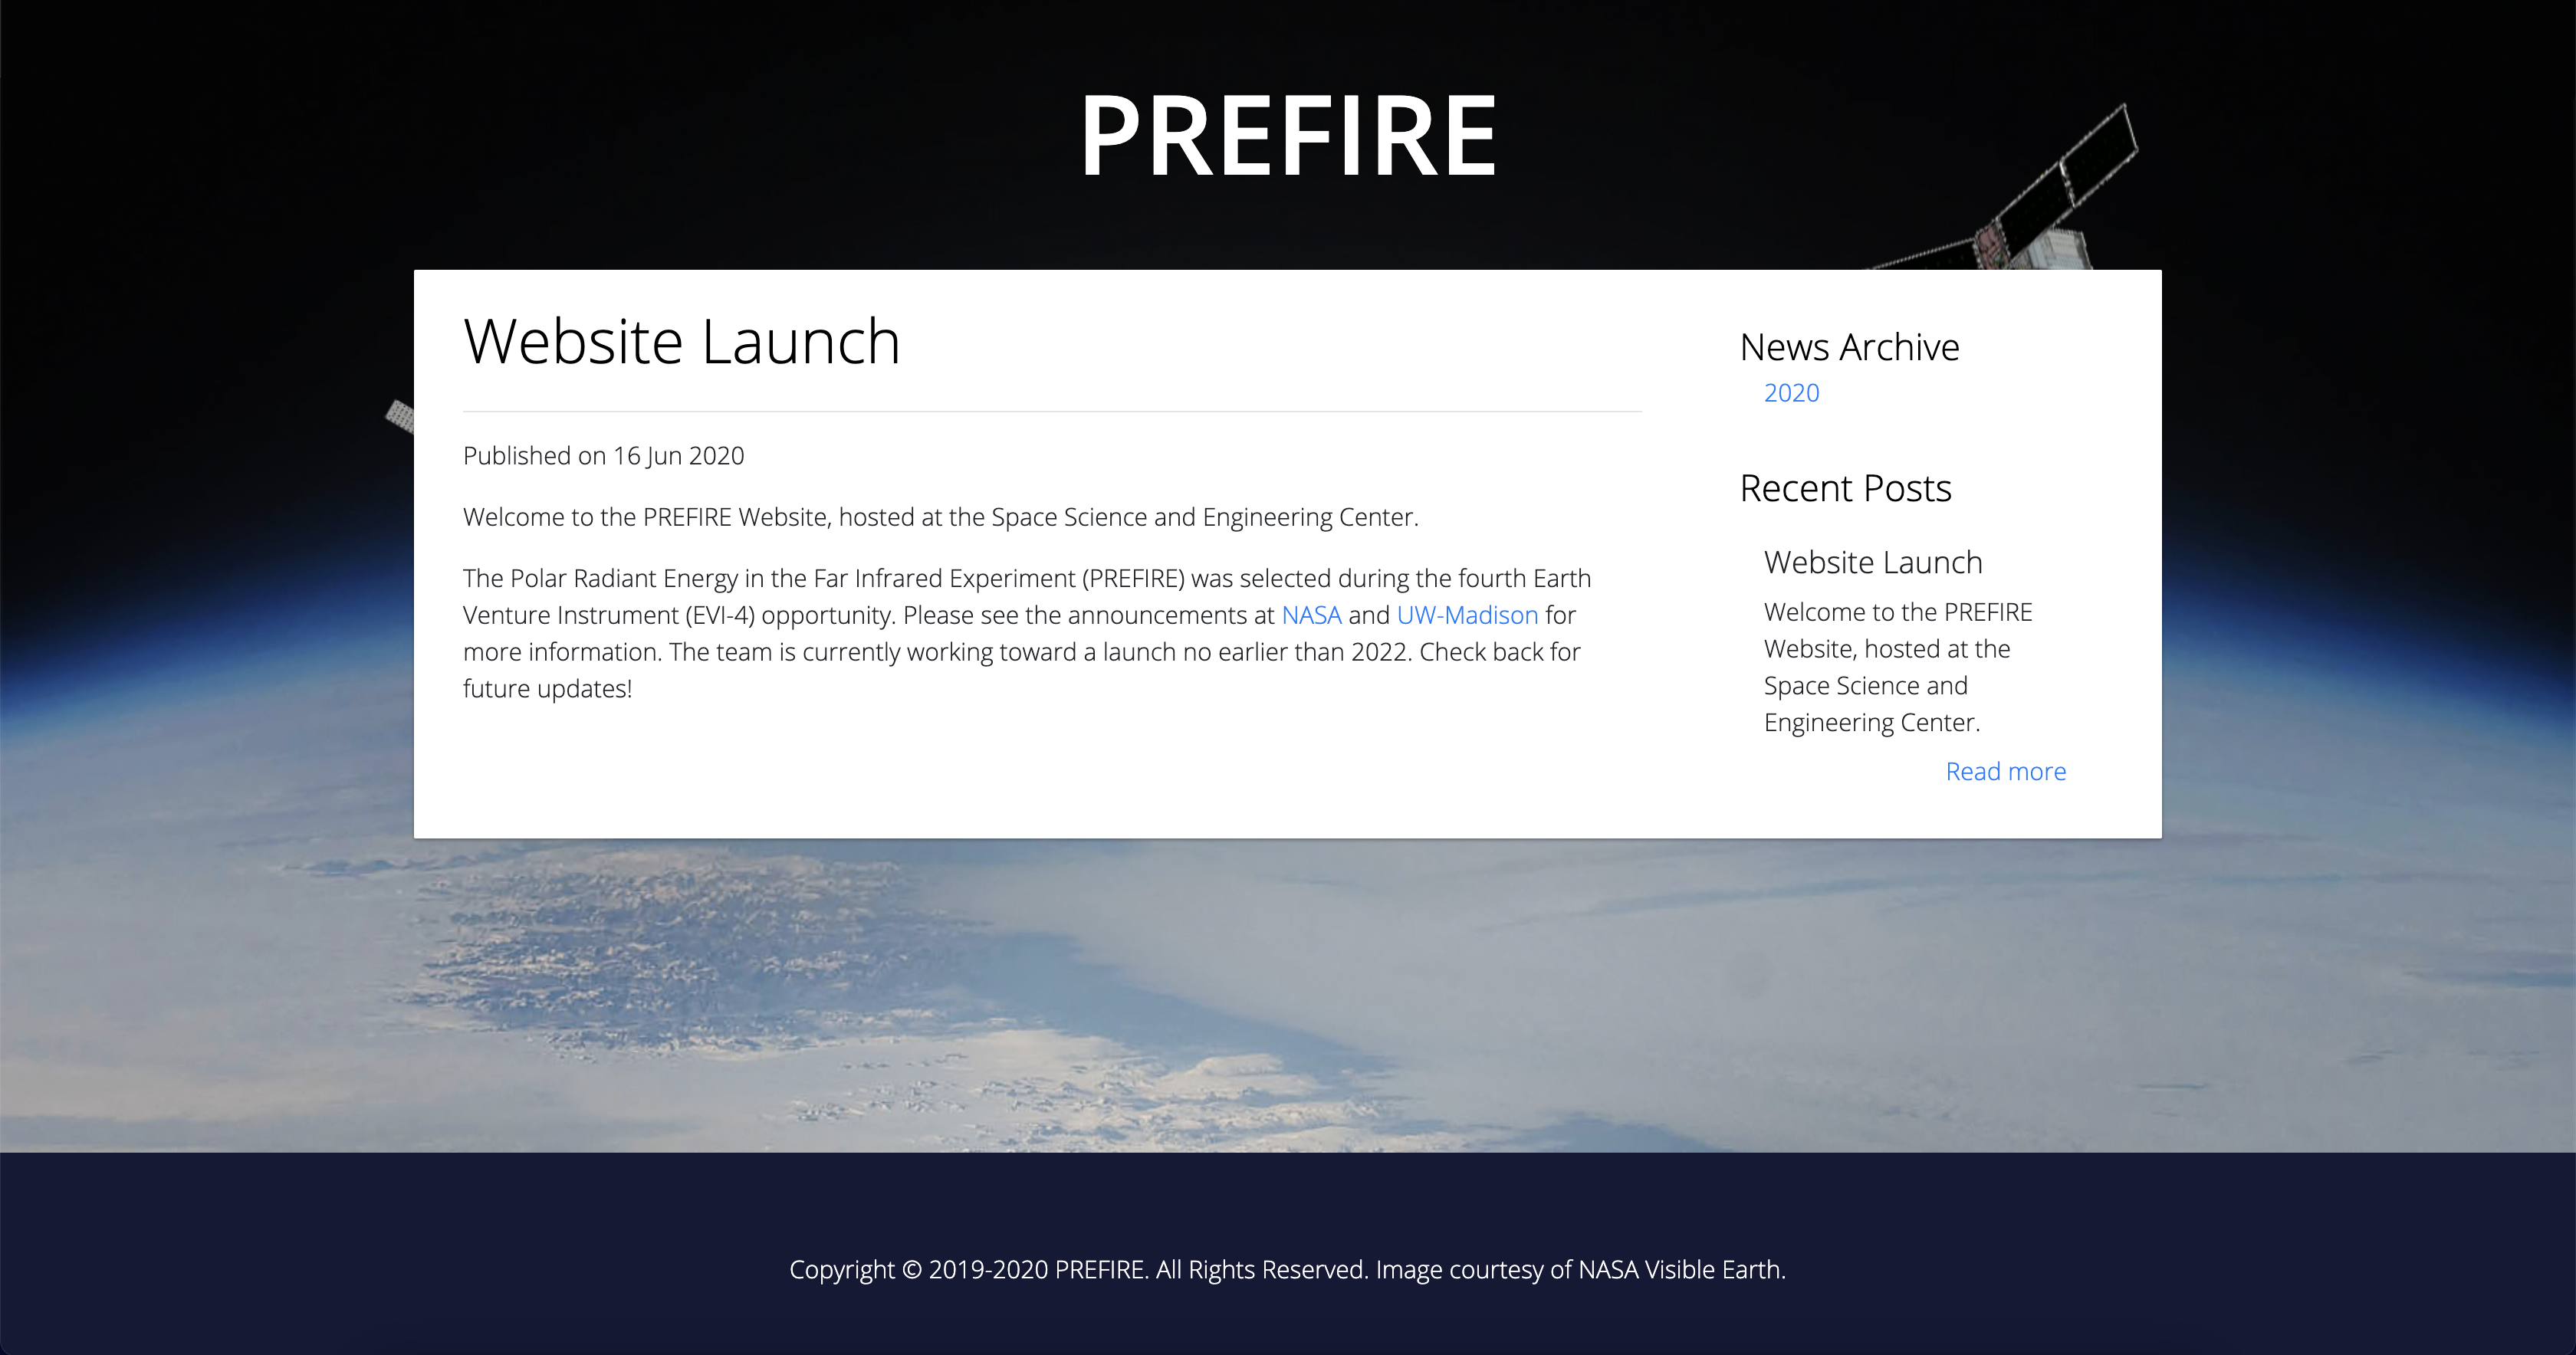 PREFIRE
Website Launch
Published on 16 Jun 2020
Welcome to the PREFIRE Website, hosted at the Space Science and Engineering Center.
The Polar Radiant Energy in the Far Infrared Experiment (PREFIRE) was selected during the fourth Earth
Venture Instrument (EVI-4) opportunity. Please see the announcements at NASA and UW-Madison for
more information. The team is currently working toward a launch no earlier than 2022. Check back for
future updates!
News Archive
2020
Recent Posts
Website Launch
Welcome to the PREFIRE
Website, hosted at the
Space Science and
Engineering Center.
Read more
Copyright © 2019-2020 PREFIRE. All Rights Reserved. Image courtesy of NASA Visible Earth.